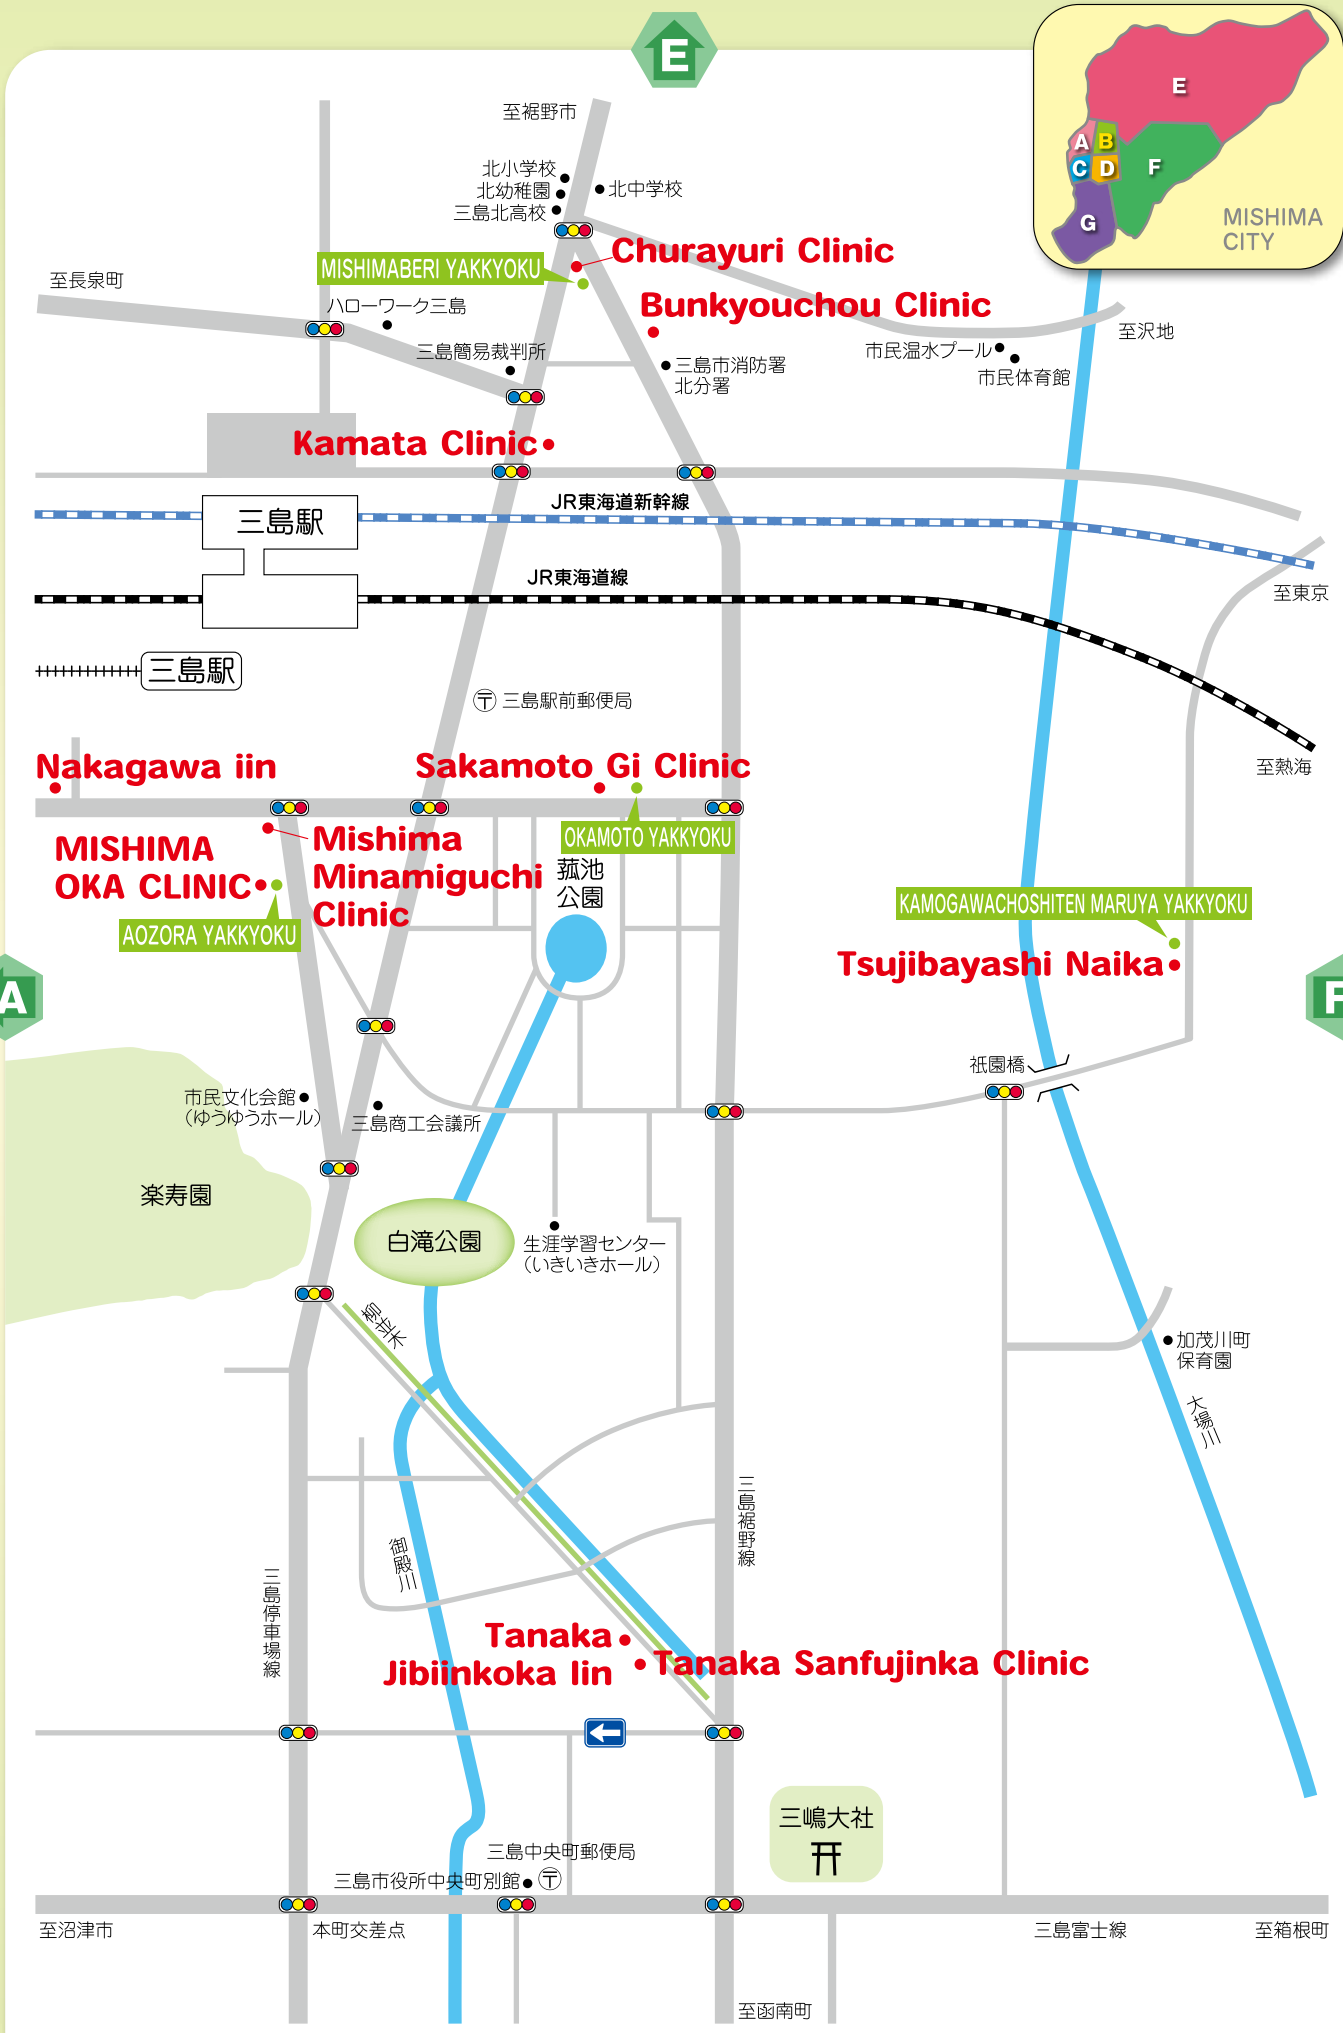 E
E
A
B
C
D
F
G
MISHIMA
CITY
至裾野市
北小学校
北幼稚園
三島北高校
北中学校
Churayuri Clinic
MISHIMABERI YAKKYOKU
至長泉町
ハローワーク三島
Bunkyouchou Clinic
至沢地
三島簡易裁判所
三島市消防署
北分署
市民温水プール
市民体育館
Kamata Clinic
JR東海道新幹線
三島駅
JR東海道線
至東京
三島駅
〒 三島駅前郵便局
Nakagawa iin
Sakamoto Gi Clinic
至熱海
MISHIMA
OKA CLINIC
Mishima
Minamiguchi
Clinic
OKAMOTO YAKKYOKU
菰池
公園
AOZORA YAKKYOKU
KAMOGAWACHOSHITEN MARUYA YAKKYOKU
Tsujibayashi Naika
A
F
祇園橋
市民文化会館
(ゆうゆうホール)
三島商工会議所
楽寿園
白滝公園
生涯学習センター
(いきいきホール)
柳並木
加茂川町
保育園
大場川
三島裾野線
御殿川
三島停車場線
Tanaka
Jibiinkoka Iin
Tanaka Sanfujinka Clinic
三嶋大社
三島中央町郵便局
三島市役所中央町別館
〒
至沼津市
本町交差点
三島富士線
至箱根町
至函南町